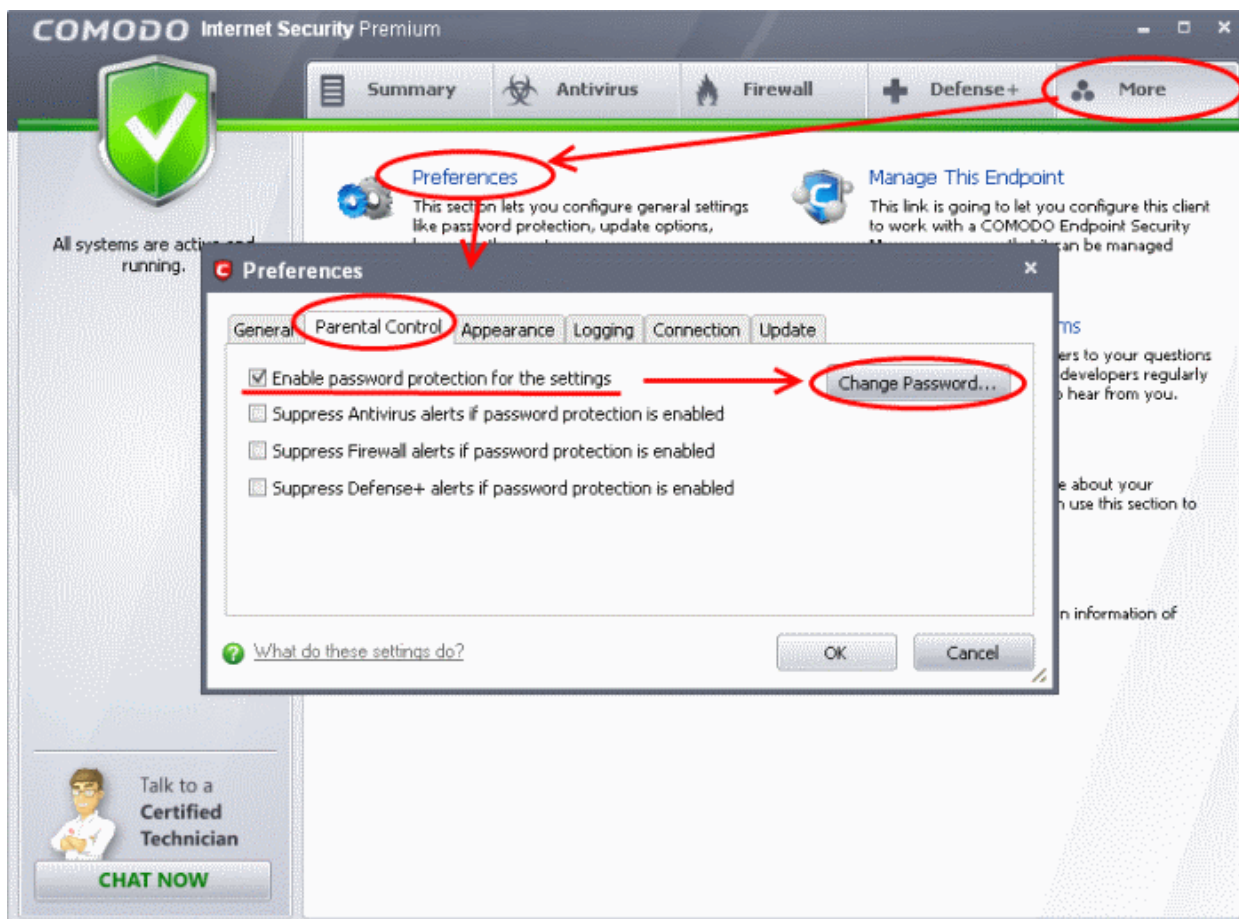 COMODO Internet Security Premium
Summary
Antivirus
Firewall
Defense+
More
All systems are active and
running.
Preferences
This section lets you configure general settings
like password protection, update options,
Manage This Endpoint
This link is going to let you configure this client
to work with a COMODO Endpoint Security
can be managed
Preferences
General
Parental Control
Appearance
Logging
Connection
Update
Enable password protection for the settings
Change Password...
Suppress Antivirus alerts if password protection is enabled
Suppress Firewall alerts if password protection is enabled
Suppress Defense+ alerts if password protection is enabled
What do these settings do?
OK
Cancel
ms
ers to your questions
developers regularly
hear from you.
e about your
use this section to
n information of
Talk to a
Certified
Technician
CHAT NOW